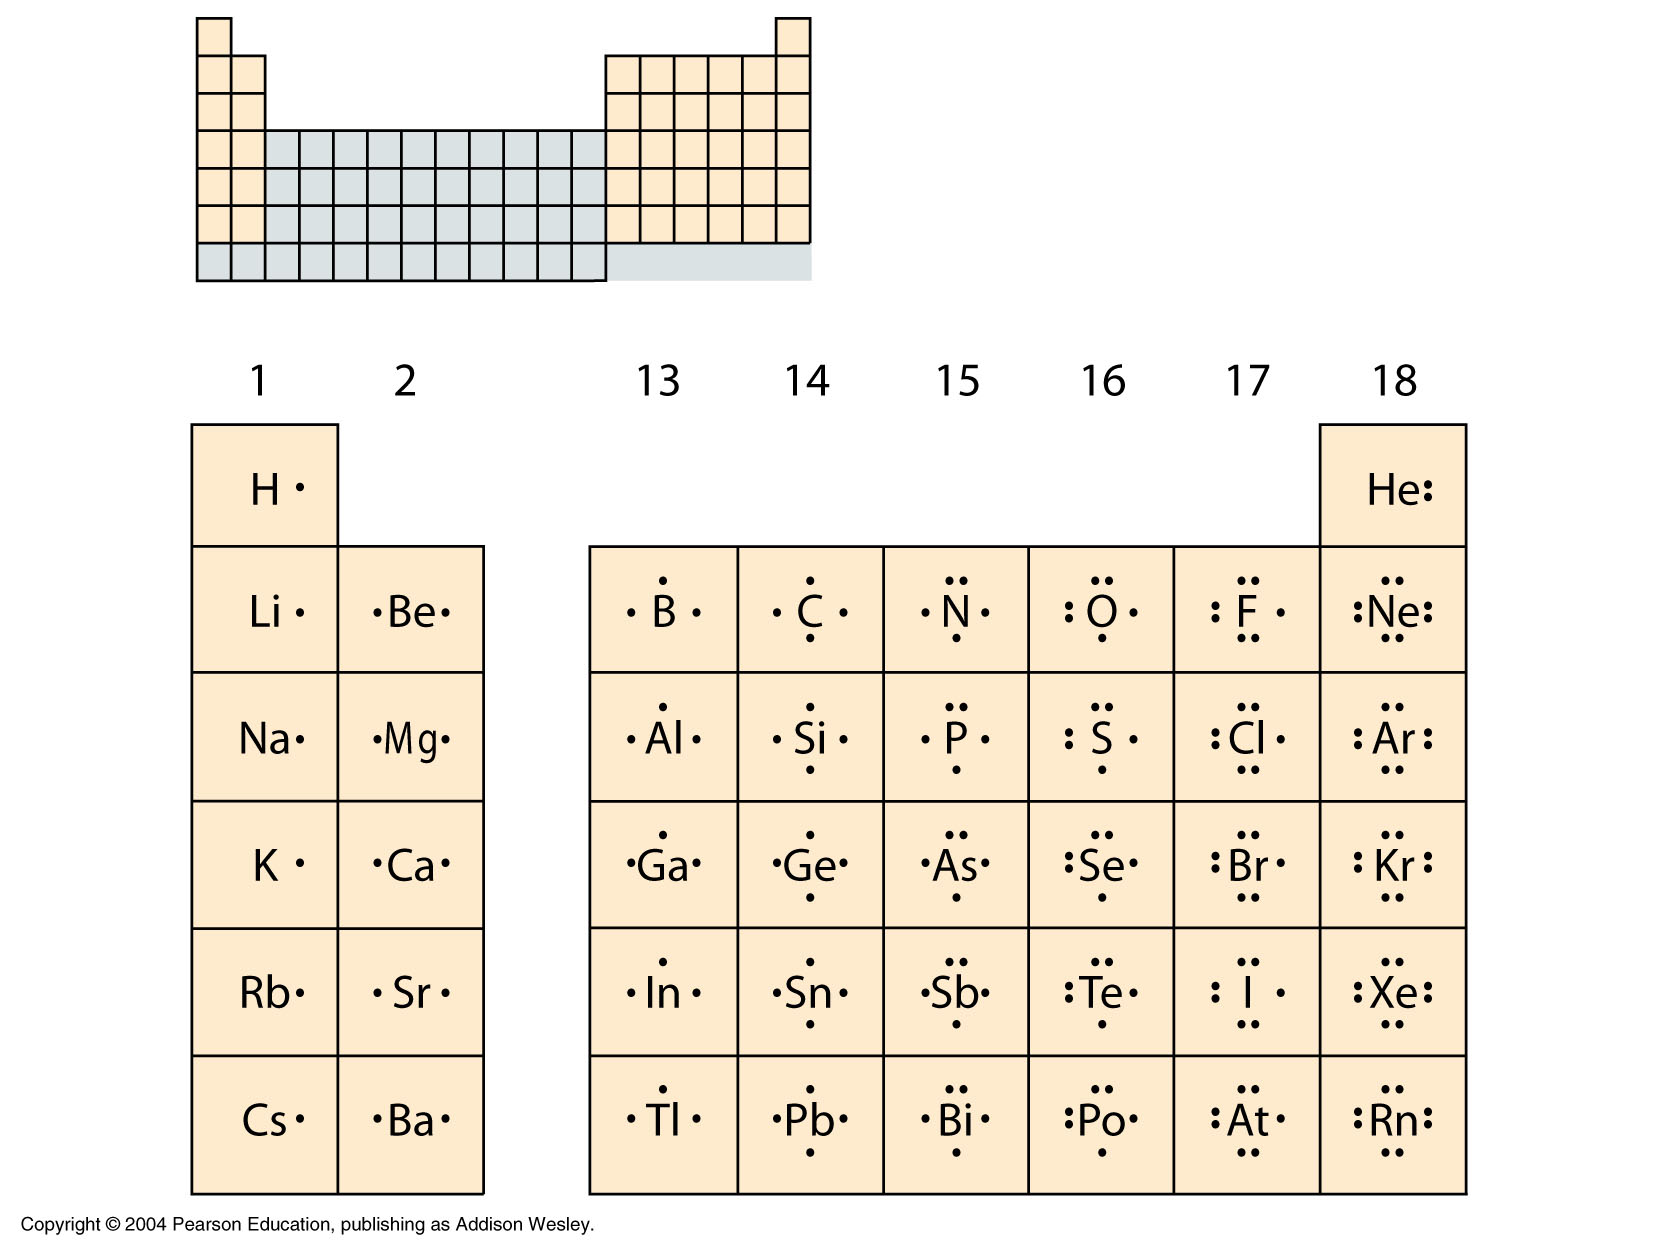 1 2 13 14 15 16 17 18
H · He:
Li · ·Be· · B · · C · · N · : O · : F · :Ne:
Na· ·Mg· · Al · · Si · · P · : S · : Cl · : Ar :
K · ·Ca· ·Ga· ·Ge· ·As· :Se· : Br · : Kr :
Rb· · Sr · · In · ·Sn· ·Sb· :Te· : I · :Xe:
Cs· ·Ba· · Tl · ·Pb· · Bi · :Po· : At · :Rn:
Copyright © 2004 Pearson Education, publishing as Addison Wesley.